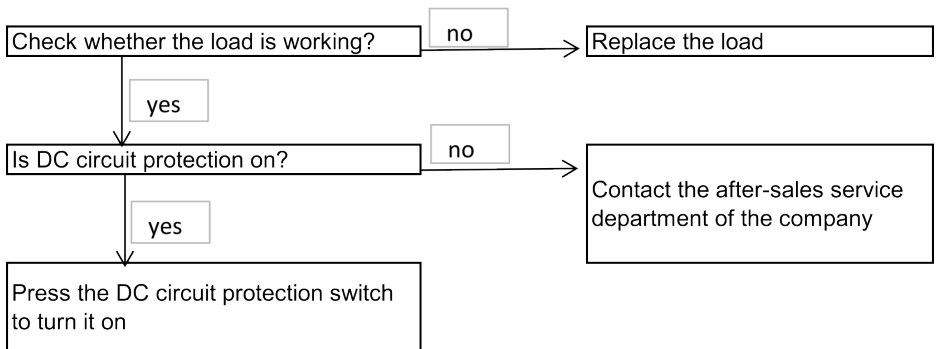 Check whether the load is working?
no
Replace the load
yes
Is DC circuit protection on?
no
Contact the after-sales service
department of the company
yes
Press the DC circuit protection switch
to turn it on